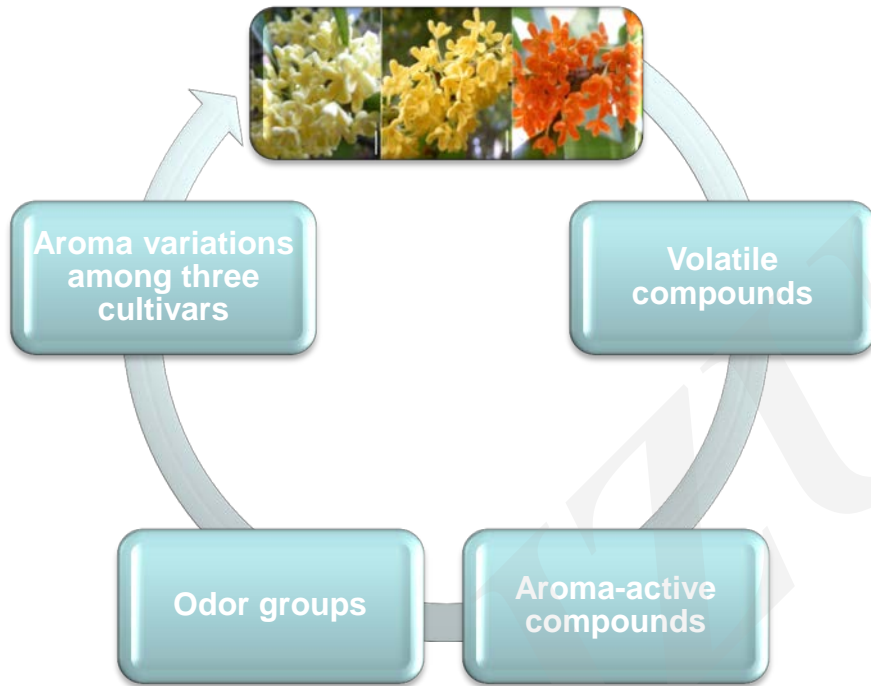 Aroma variations
among three
cultivars
Volatile
compounds
Odor groups
Aroma-active
compounds